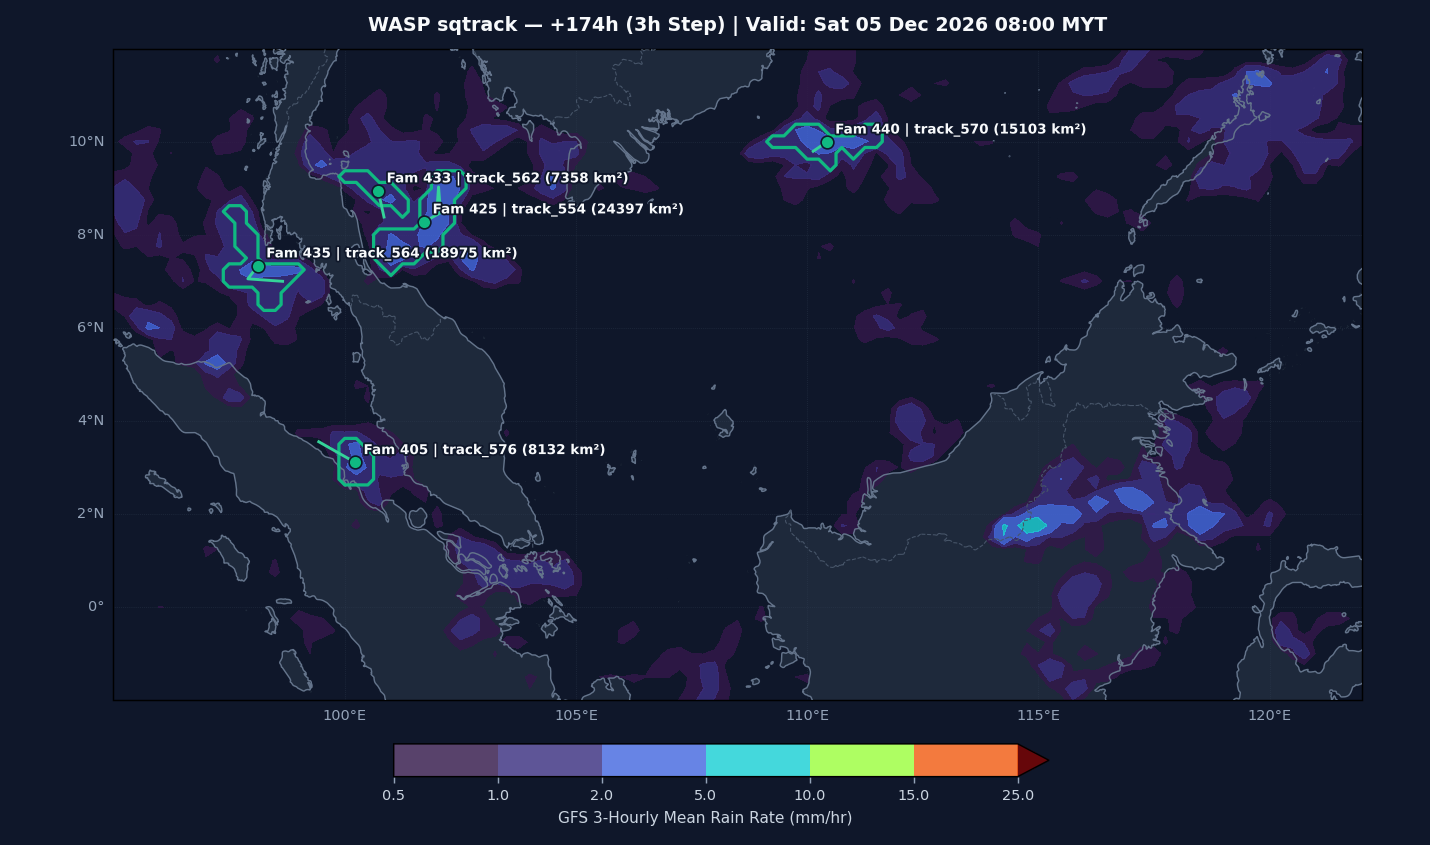 WASP sqtrack — +174h (3h Step) | Valid: Sat 05 Dec 2026 08:00 MYT
10°N
8°N
6°N
4°N
2°N
0°
Fam 440 | track_570 (15103 km²)
Fam 433 | track_562 (7358 km²)
Fam 425 | track_554 (24397 km²)
Fam 435 | track_564 (18975 km²)
Fam 405 | track_576 (8132 km²)
100°E 105°E 110°E 115°E 120°E
0.5 1.0 2.0 5.0 10.0 15.0 25.0
GFS 3-Hourly Mean Rain Rate (mm/hr)